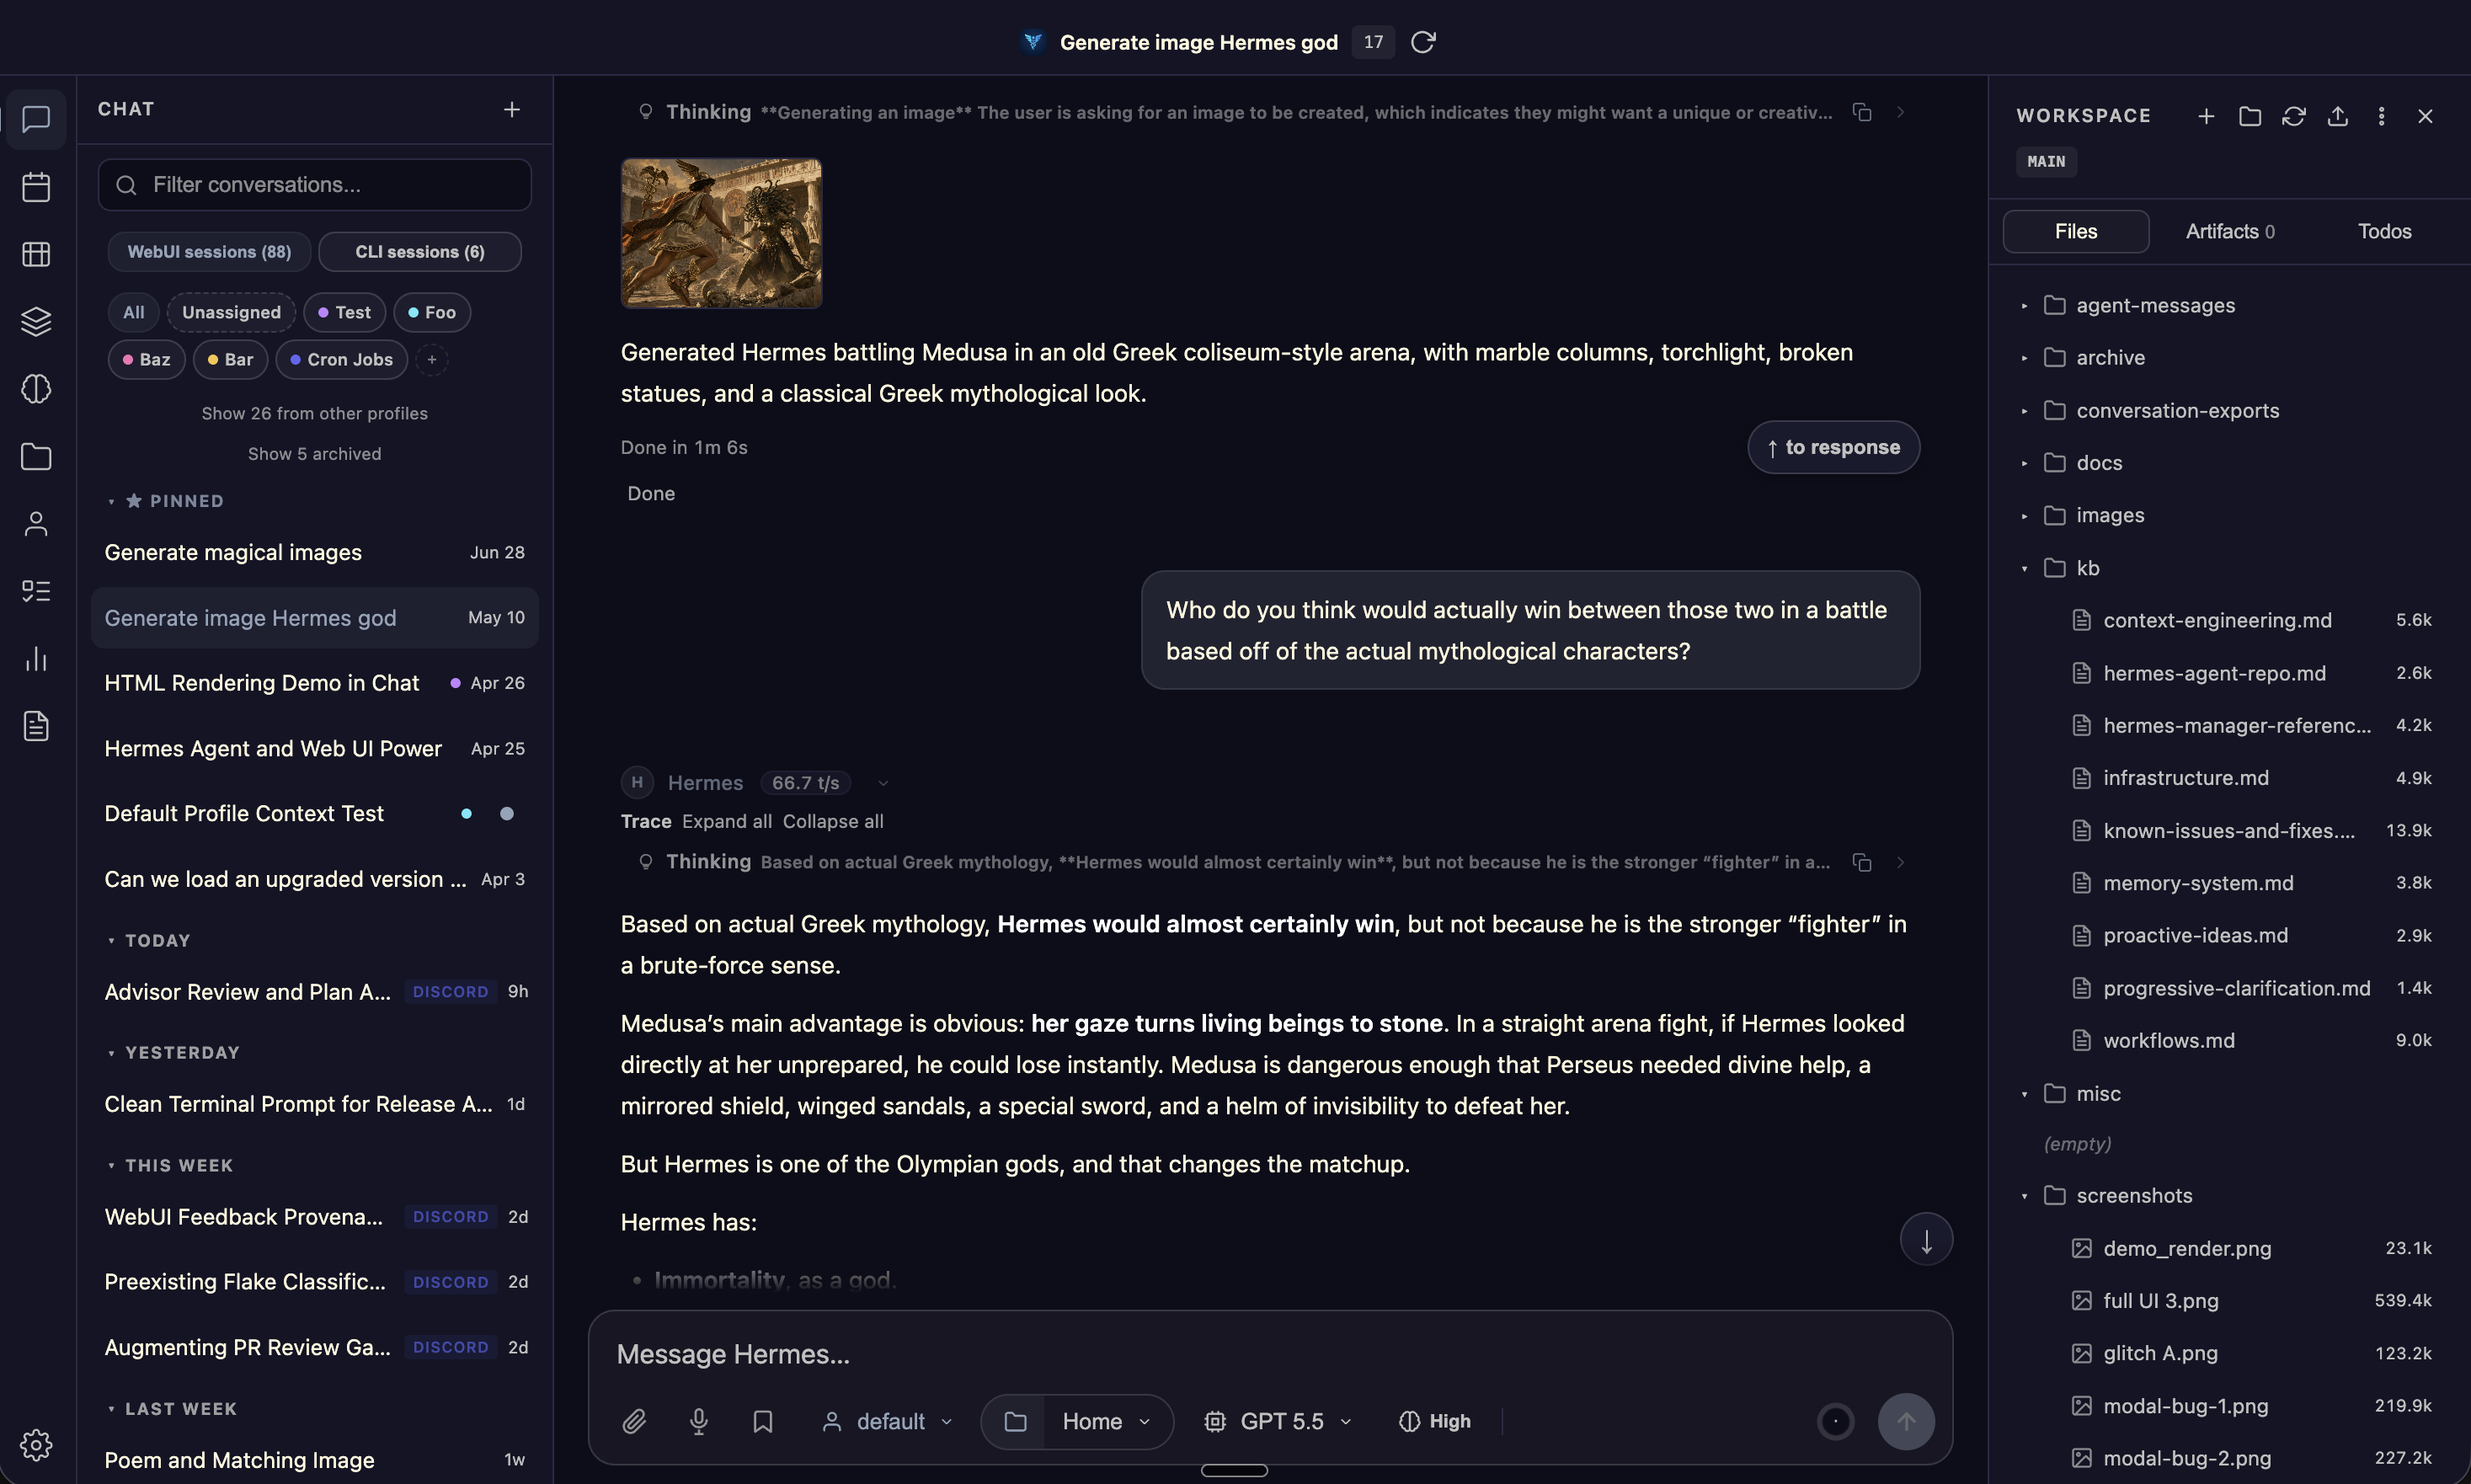 Generate image Hermes god 17
CHAT
Filter conversations...
WebUI sessions (88) CLI sessions (6)
All Unassigned Test Foo
Baz Bar Cron Jobs +
Show 26 from other profiles
Show 5 archived
PINNED
Generate magical images Jun 28
Generate image Hermes god May 10
HTML Rendering Demo in Chat Apr 26
Hermes Agent and Web UI Power Apr 25
Default Profile Context Test
Can we load an upgraded version ... Apr 3
TODAY
Advisor Review and Plan A... DISCORD 9h
YESTERDAY
Clean Terminal Prompt for Release A... 1d
THIS WEEK
WebUI Feedback Provena... DISCORD 2d
Preexisting Flake Classific... DISCORD 2d
Augmenting PR Review Ga... DISCORD 2d
LAST WEEK
Poem and Matching Image 1w
Thinking **Generating an image** The user is asking for an image to be created, which indicates they might want a unique or creativ...
Generated Hermes battling Medusa in an old Greek coliseum-style arena, with marble columns, torchlight, broken
statues, and a classical Greek mythological look.
Done in 1m 6s
↑ to response
Done
Who do you think would actually win between those two in a battle
based off of the actual mythological characters?
H Hermes 66.7 t/s
Trace Expand all Collapse all
Thinking Based on actual Greek mythology, **Hermes would almost certainly win**, but not because he is the stronger “fighter” in a...
Based on actual Greek mythology, Hermes would almost certainly win, but not because he is the stronger “fighter” in
a brute-force sense.
Medusa’s main advantage is obvious: her gaze turns living beings to stone. In a straight arena fight, if Hermes looked
directly at her unprepared, he could lose instantly. Medusa is dangerous enough that Perseus needed divine help, a
mirrored shield, winged sandals, a special sword, and a helm of invisibility to defeat her.
But Hermes is one of the Olympian gods, and that changes the matchup.
Hermes has:
• Immortality, as a god.
Message Hermes...
default Home GPT 5.5 High
WORKSPACE
MAIN
Files Artifacts 0 Todos
agent-messages
archive
conversation-exports
docs
images
kb
context-engineering.md 5.6k
hermes-agent-repo.md 2.6k
hermes-manager-referenc... 4.2k
infrastructure.md 4.9k
known-issues-and-fixes.... 13.9k
memory-system.md 3.8k
proactive-ideas.md 2.9k
progressive-clarification.md 1.4k
workflows.md 9.0k
misc
(empty)
screenshots
demo_render.png 23.1k
full UI 3.png 539.4k
glitch A.png 123.2k
modal-bug-1.png 219.9k
modal-bug-2.png 227.2k